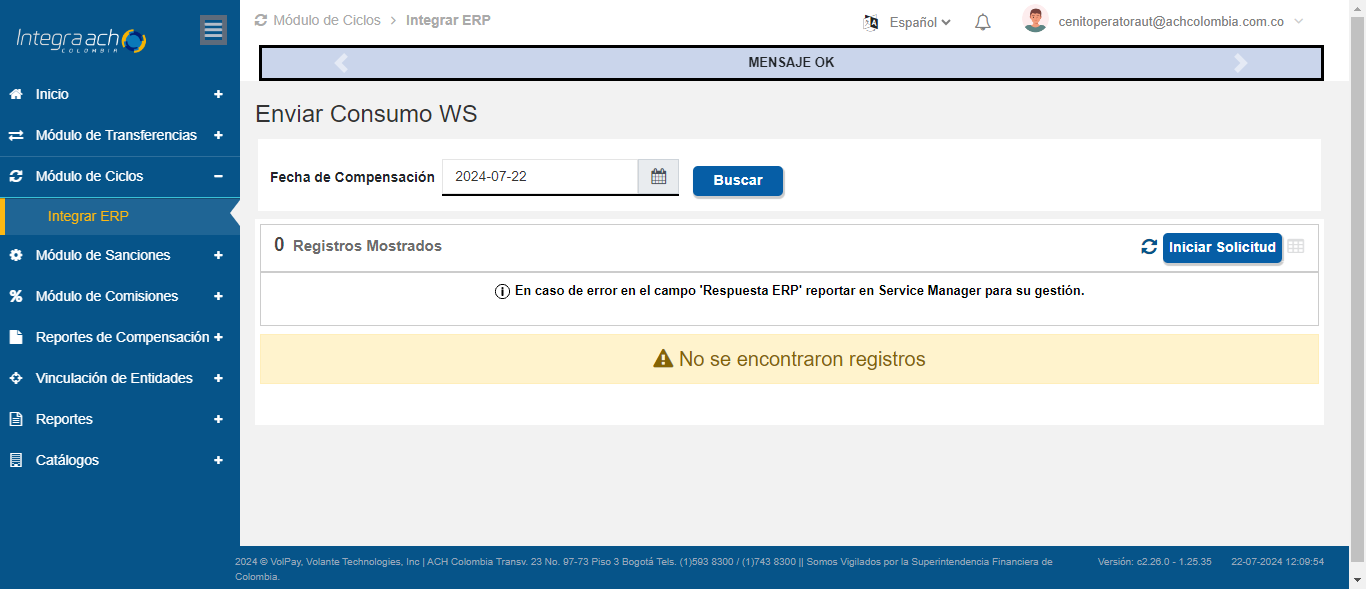 Integra ach
COLOMBIA
Módulo de Ciclos > Integrar ERP
Español
cenitoperatoraut@achcolombia.com.co
MENSAJE OK
Inicio +
Módulo de Transferencias +
Módulo de Ciclos −
Integrar ERP
Módulo de Sanciones +
Módulo de Comisiones +
Reportes de Compensación +
Vinculación de Entidades +
Reportes +
Catálogos +
Enviar Consumo WS
Fecha de Compensación 2024-07-22 Buscar
0 Registros Mostrados Iniciar Solicitud
En caso de error en el campo 'Respuesta ERP' reportar en Service Manager para su gestión.
No se encontraron registros
2024 © VolPay, Volante Technologies, Inc | ACH Colombia Transv. 23 No. 97-73 Piso 3 Bogotá Tels. (1)593 8300 / (1)743 8300 || Somos Vigilados por la Superintendencia Financiera de
Colombia.
Versión: c2.26.0 - 1.25.35 22-07-2024 12:09:54